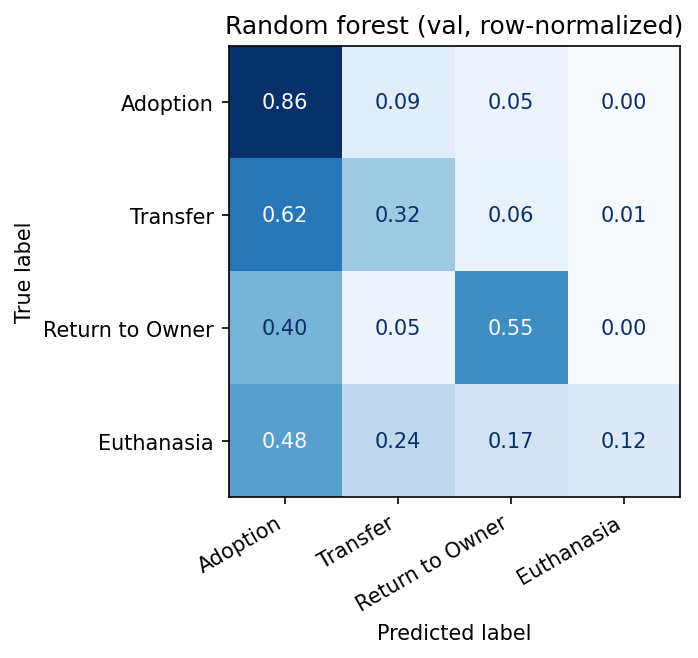 Random forest (val, row-normalized)
True label
Adoption 0.86 0.09 0.05 0.00
Transfer 0.62 0.32 0.06 0.01
Return to Owner 0.40 0.05 0.55 0.00
Euthanasia 0.48 0.24 0.17 0.12
Adoption Transfer Return to Owner Euthanasia
Predicted label